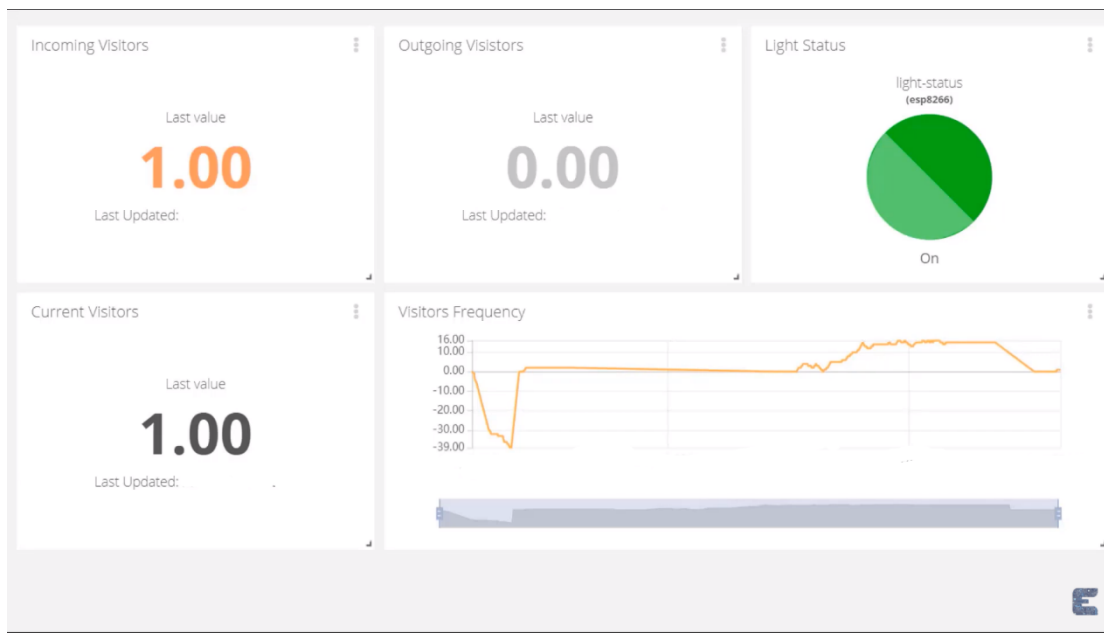 Incoming Visitors
Last value
1.00
Last Updated:
Outgoing Visistors
Last value
0.00
Last Updated:
Light Status
light-status
(esp8266)
On
Current Visitors
Last value
1.00
Last Updated:
Visitors Frequency
16.00
10.00
0.00
-10.00
-20.00
-30.00
-39.00
E